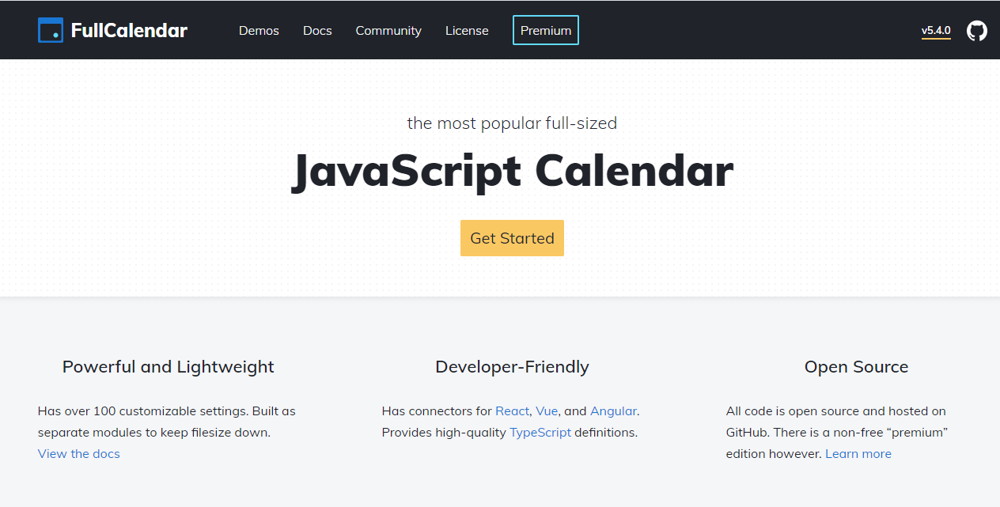 FullCalendar Demos Docs Community License Premium v5.4.0
the most popular full-sized
JavaScript Calendar
Get Started
Powerful and Lightweight
Has over 100 customizable settings. Built as
separate modules to keep filesize down.
View the docs
Developer-Friendly
Has connectors for React, Vue, and Angular.
Provides high-quality TypeScript definitions.
Open Source
All code is open source and hosted on
GitHub. There is a non-free “premium”
edition however. Learn more